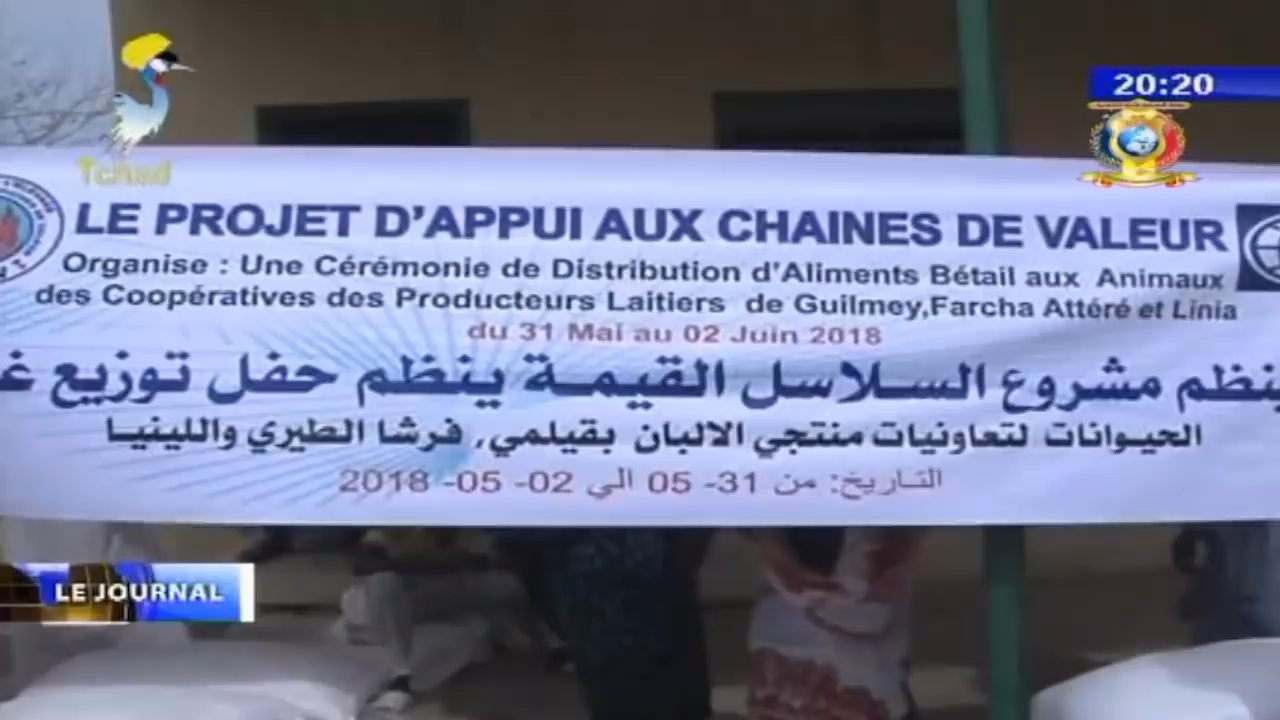 20:20
Tchad
LE PROJET D'APPUI AUX CHAINES DE VALEUR
Organise : Une Cérémonie de Distribution d'Aliments Bétail aux Animaux
des Coopératives des Producteurs Laitiers de Guilmey,Farcha Attéré et Linia
du 31 Mai au 02 Juin 2018
ينظم مشروع السلاسل القيمة ينظم حفل توزيع
الحيوانات لتعاونيات منتجي الالبان بقيلمي, فرشا الطيري واللينيا
التاريخ: من 31- 05 الى 02- 05- 2018
LE JOURNAL